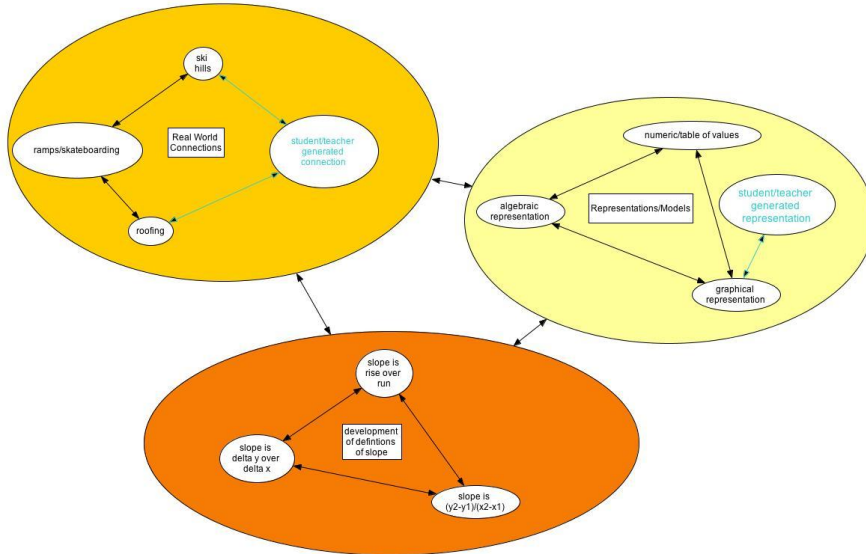 ski
hills
ramps/skateboarding
Real World
Connections
student/teacher
generated
connection
roofing
numeric/table of values
algebraic
representation
Representations/Models
student/teacher
generated
representation
graphical
representation
slope is
rise over
run
development
of defintions
of slope
slope is
delta y over
delta x
slope is
(y2-y1)/(x2-x1)